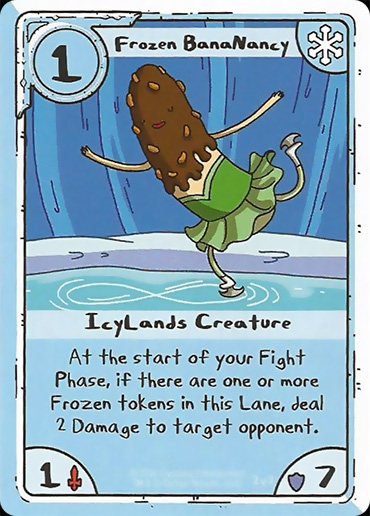 1
Frozen BanaNancy
IcyLands Creature
At the start of your Fight
Phase, if there are one or more
Frozen tokens in this Lane, deal
2 Damage to target opponent.
1
7